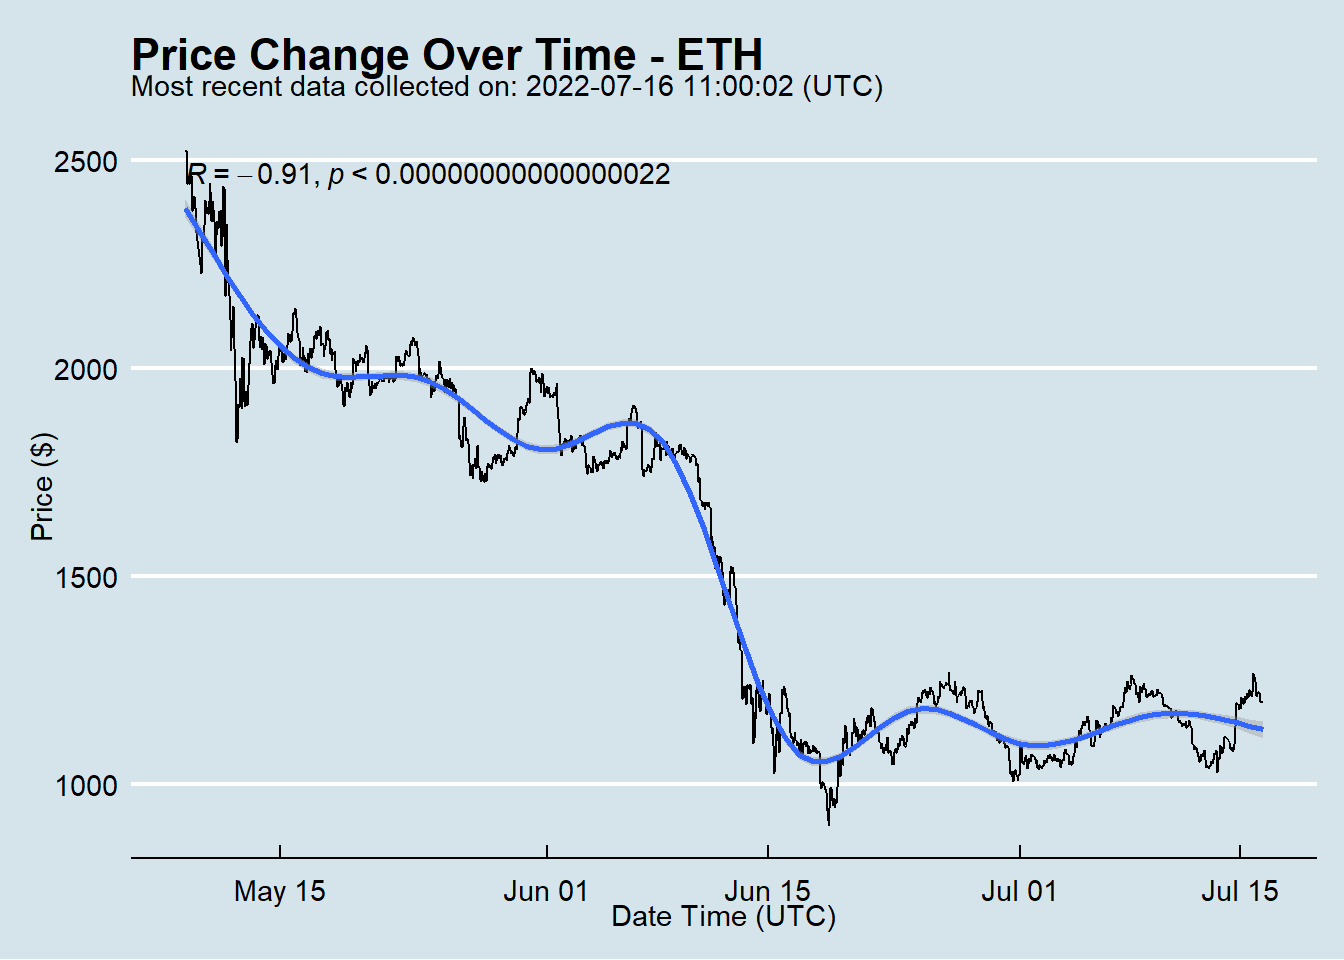 Price Change Over Time - ETH
Most recent data collected on: 2022-07-16 11:00:02 (UTC)
R = −0.91, p < 0.00000000000000022
2500
2000
1500
1000
Price ($)
May 15 Jun 01 Jun 15 Jul 01 Jul 15
Date Time (UTC)